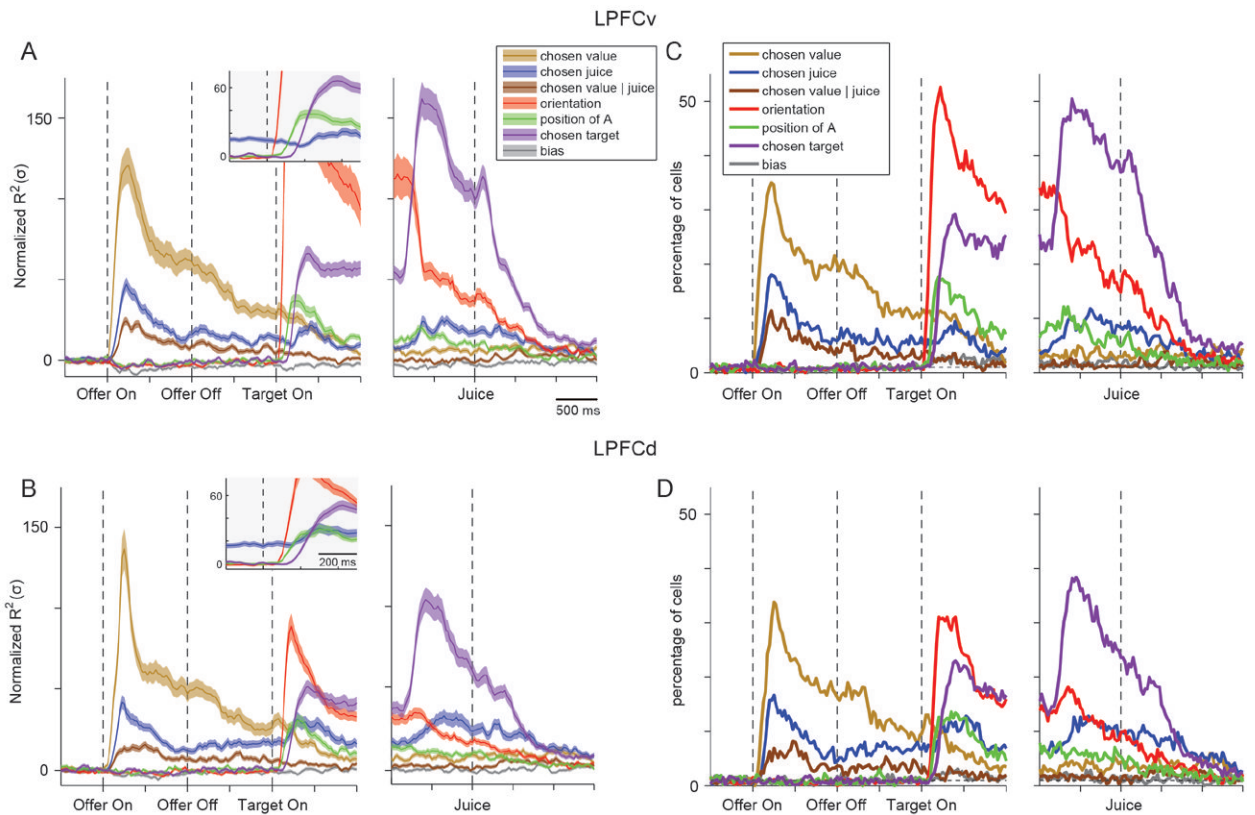 LPFCv
A
chosen value
chosen juice
chosen value | juice
orientation
position of A
chosen target
bias
60
0
150
0
Normalized R²(σ)
Offer On
Offer Off
Target On
Juice
500 ms
C
chosen value
chosen juice
chosen value | juice
orientation
position of A
chosen target
bias
50
0
percentage of cells
Offer On
Offer Off
Target On
Juice
LPFCd
B
60
0
200 ms
150
0
Normalized R²(σ)
Offer On
Offer Off
Target On
Juice
D
50
0
percentage of cells
Offer On
Offer Off
Target On
Juice